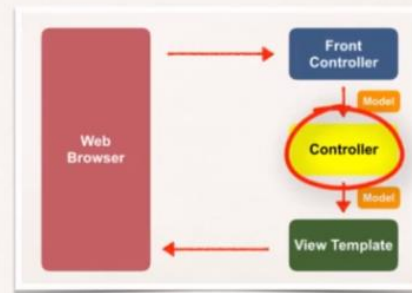 Web
Browser
Front
Controller
Model
Controller
Model
View Template